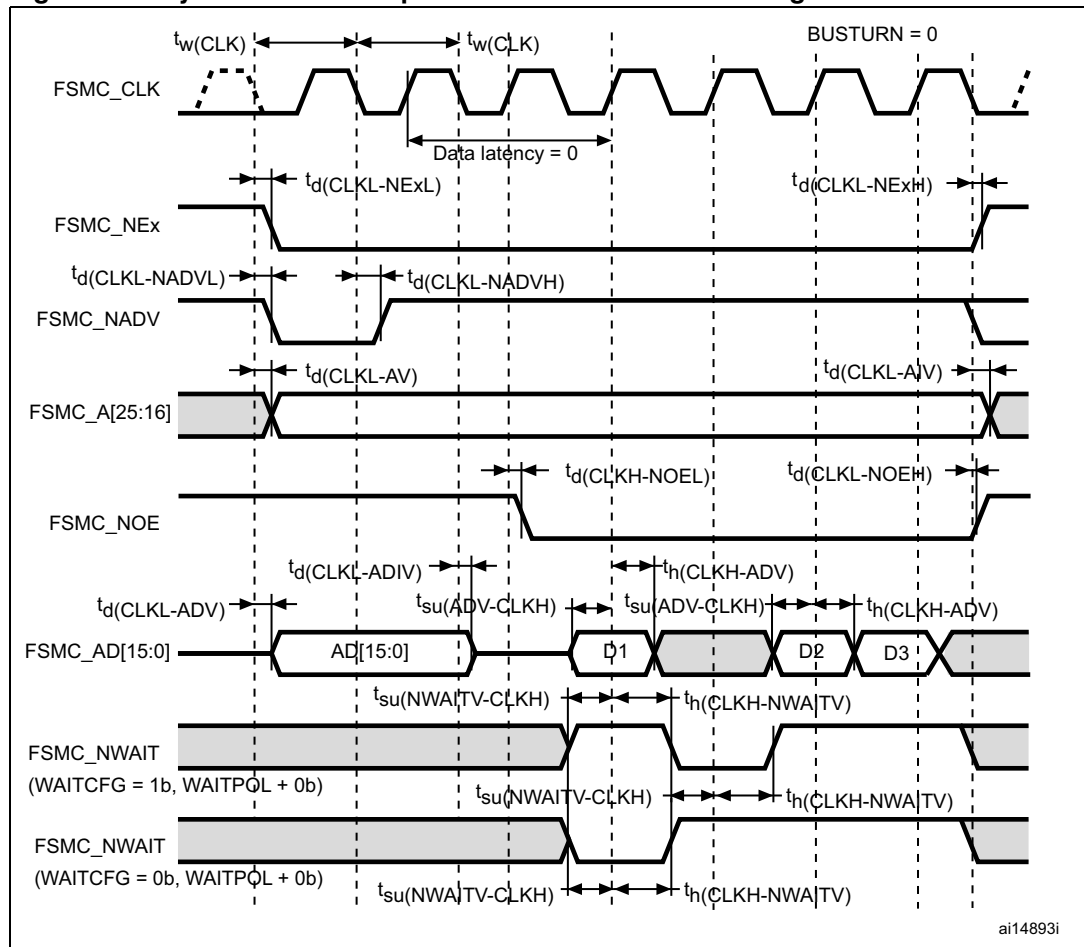 tw(CLK)
tw(CLK)
BUSTURN = 0
FSMC_CLK
Data latency = 0
td(CLKL-NExL)
td(CLKL-NExH)
FSMC_NEx
td(CLKL-NADVL)
td(CLKL-NADVH)
FSMC_NADV
td(CLKL-AV)
td(CLKL-AIV)
FSMC_A[25:16]
td(CLKH-NOEL)
td(CLKL-NOEH)
FSMC_NOE
td(CLKL-ADIV)
th(CLKH-ADV)
td(CLKL-ADV)
tsu(ADV-CLKH)
tsu(ADV-CLKH)
th(CLKH-ADV)
FSMC_AD[15:0]
AD[15:0]
D1
D2
D3
tsu(NWAITV-CLKH)
th(CLKH-NWAITV)
FSMC_NWAIT
(WAITCFG = 1b, WAITPOL + 0b)
tsu(NWAITV-CLKH)
th(CLKH-NWAITV)
FSMC_NWAIT
(WAITCFG = 0b, WAITPOL + 0b)
tsu(NWAITV-CLKH)
th(CLKH-NWAITV)
ai14893i